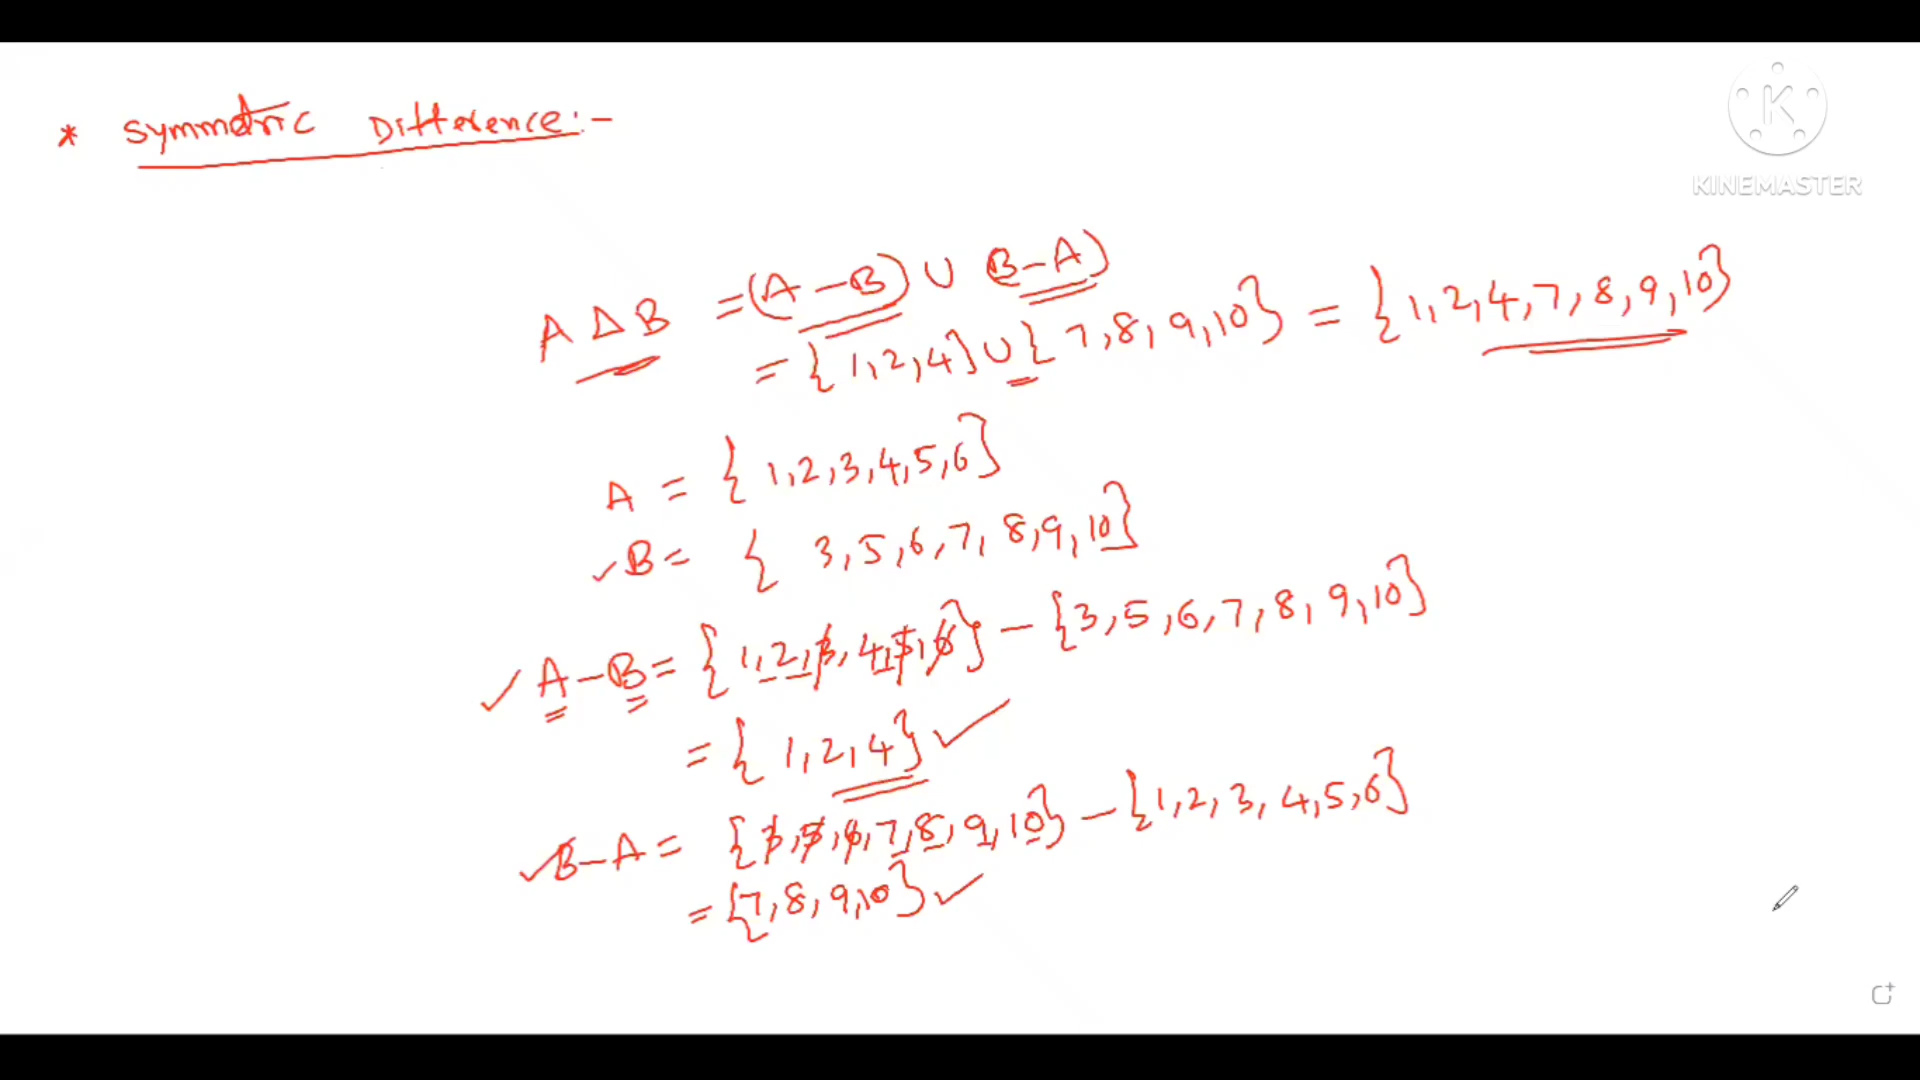 * Symmetric Difference:-
K
KINEMASTER
A Δ B = (A - B) ∪ (B - A)
= {1,2,4} ∪ {7,8,9,10} = {1,2,4,7,8,9,10}
A = {1,2,3,4,5,6}
✓B = {3,5,6,7,8,9,10}
✓ A - B = {1,2,3,4,5,6} - {3,5,6,7,8,9,10}
= {1,2,4} ✓
✓B - A = {3,5,6,7,8,9,10} - {1,2,3,4,5,6}
= {7,8,9,10} ✓